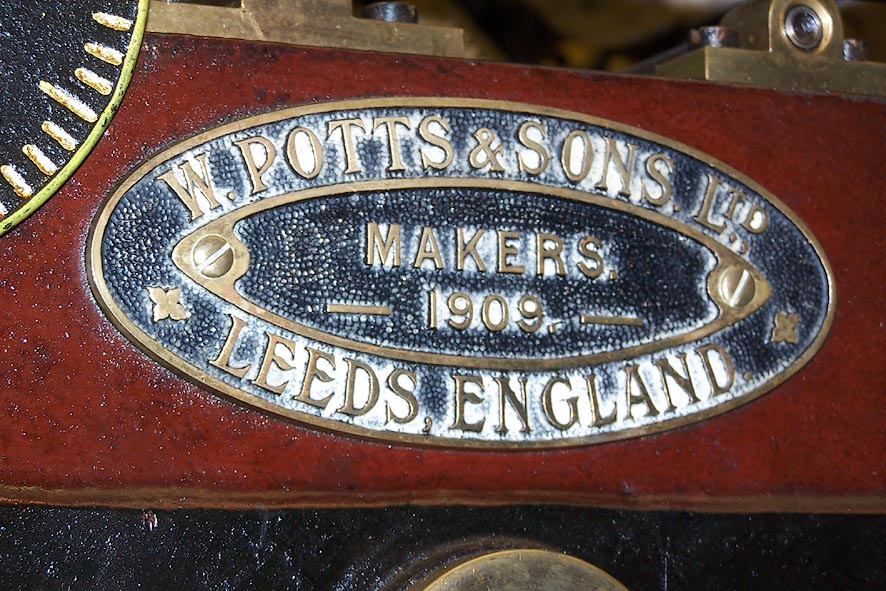 W. POTTS & SONS. LTD.,
MAKERS.
— 1909. —
LEEDS, ENGLAND.